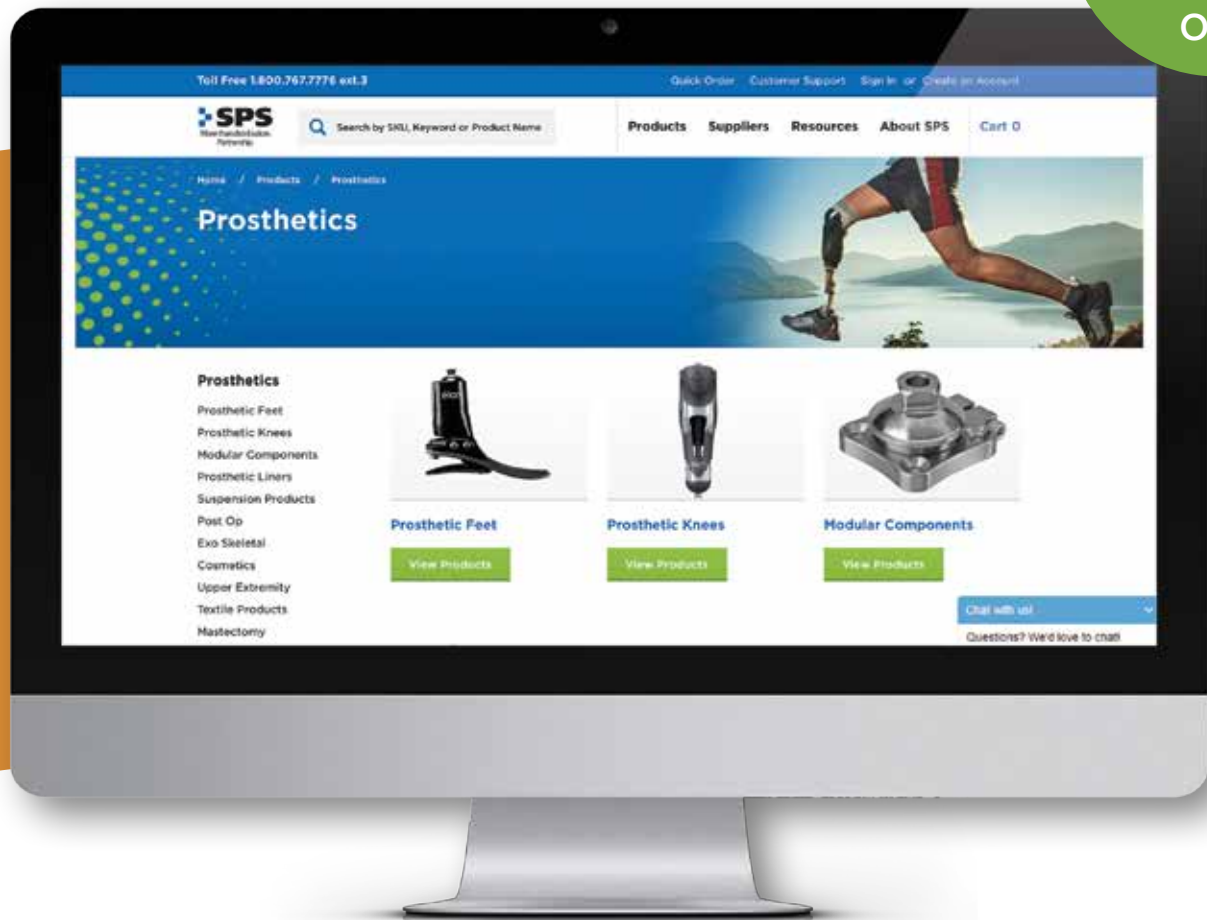 O
Toll Free 1.800.767.7776 ext.3
Quick Order Customer Support Sign In or Create an Account
SPS
Partnership
Search by SKU, Keyword or Product Name
Products Suppliers Resources About SPS Cart 0
Home / Products / Prosthetics
Prosthetics
Prosthetics
Prosthetic Feet
Prosthetic Knees
Modular Components
Prosthetic Liners
Suspension Products
Post Op
Exo Skeletal
Cosmetics
Upper Extremity
Textile Products
Mastectomy
Prosthetic Feet
View Products
Prosthetic Knees
View Products
Modular Components
View Products
Chat with us!
Questions? We'd love to chat!